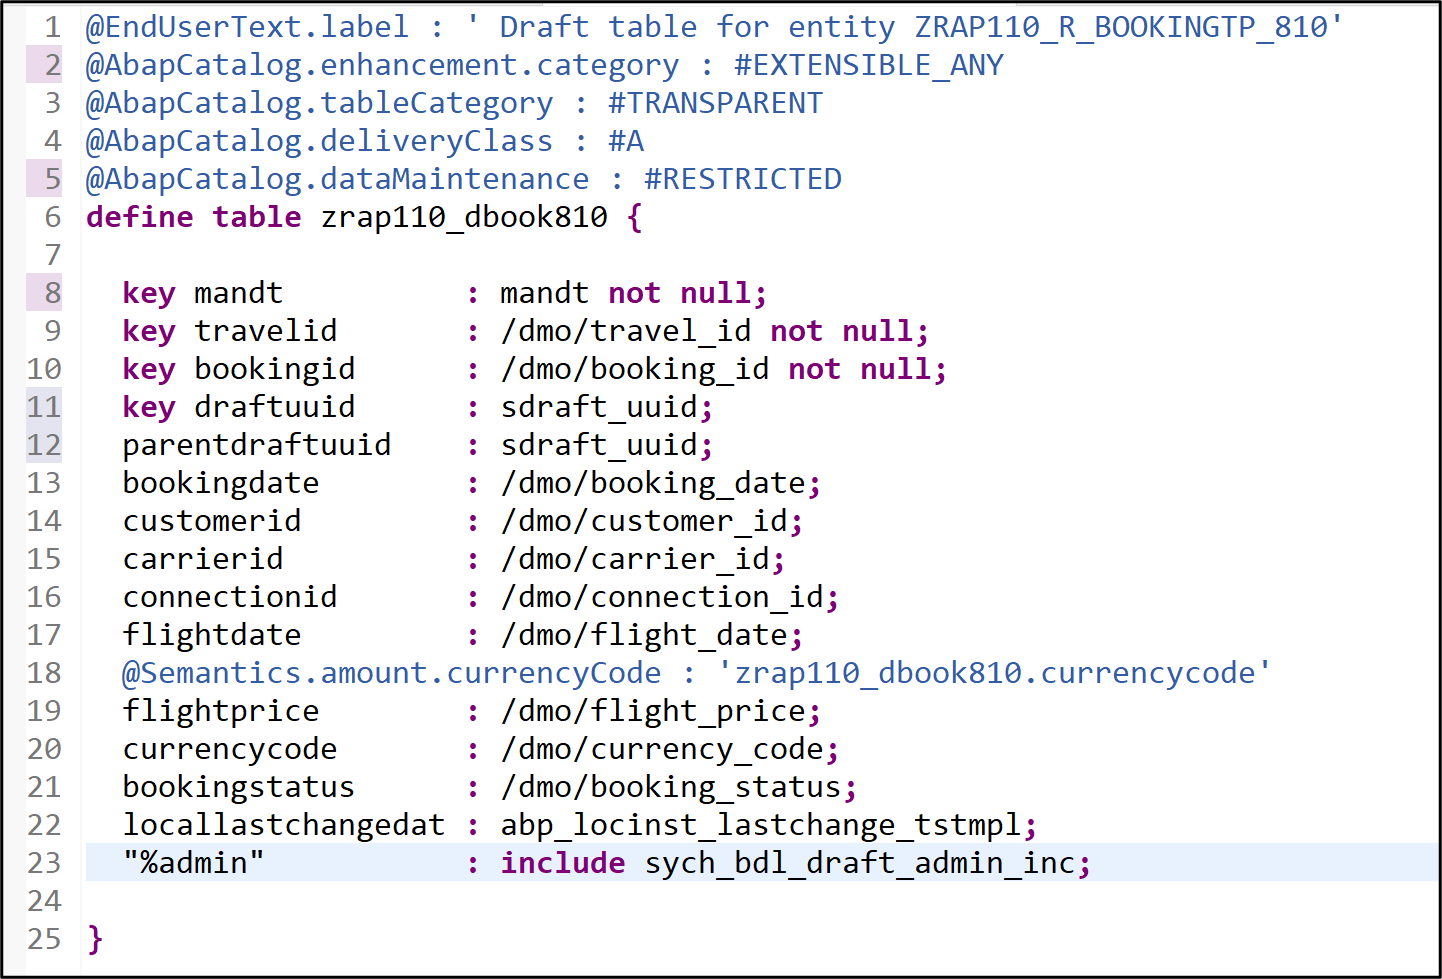 1 @EndUserText.label : ' Draft table for entity ZRAP110_R_BOOKINGTP_810'
2 @AbapCatalog.enhancement.category : #EXTENSIBLE_ANY
3 @AbapCatalog.tableCategory : #TRANSPARENT
4 @AbapCatalog.deliveryClass : #A
5 @AbapCatalog.dataMaintenance : #RESTRICTED
6 define table zrap110_dbook810 {
7
8 key mandt : mandt not null;
9 key travelid : /dmo/travel_id not null;
10 key bookingid : /dmo/booking_id not null;
11 key draftuuid : sdraft_uuid;
12 parentdraftuuid : sdraft_uuid;
13 bookingdate : /dmo/booking_date;
14 customerid : /dmo/customer_id;
15 carrierid : /dmo/carrier_id;
16 connectionid : /dmo/connection_id;
17 flightdate : /dmo/flight_date;
18 @Semantics.amount.currencyCode : 'zrap110_dbook810.currencycode'
19 flightprice : /dmo/flight_price;
20 currencycode : /dmo/currency_code;
21 bookingstatus : /dmo/booking_status;
22 locallastchangedat : abp_locinst_lastchange_tstmpl;
23 "%admin" : include sych_bdl_draft_admin_inc;
24
25 }